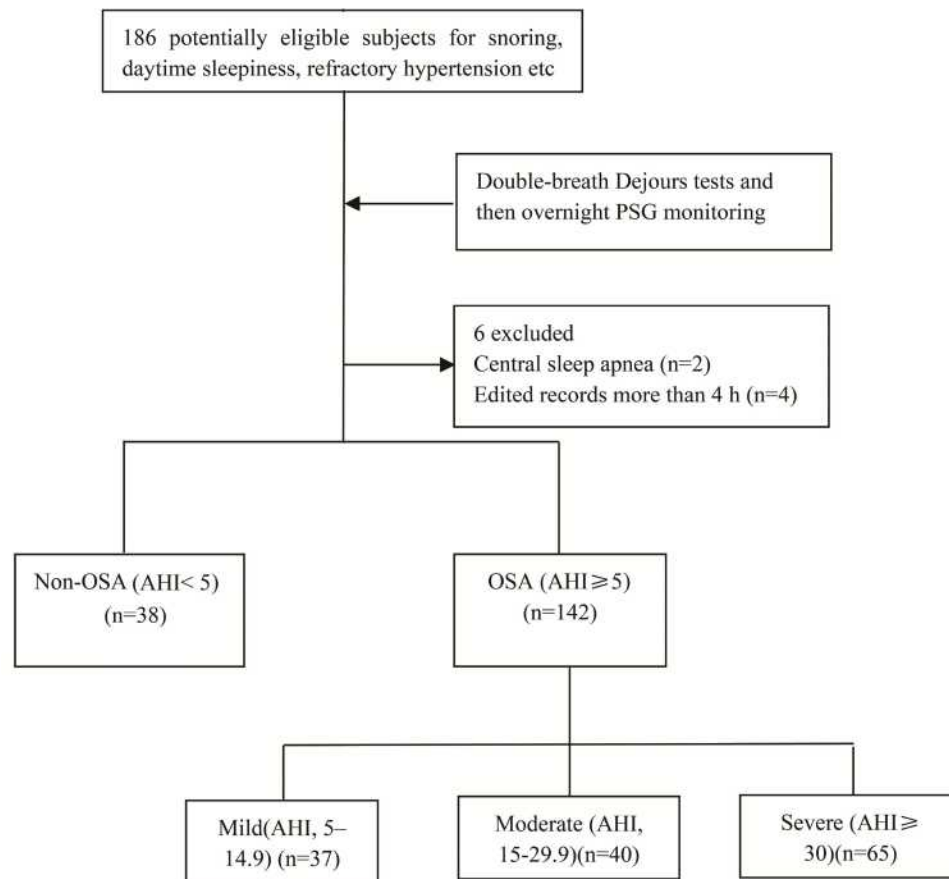 186 potentially eligible subjects for snoring,
daytime sleepiness, refractory hypertension etc
Double-breath Dejours tests and
then overnight PSG monitoring
6 excluded
Central sleep apnea (n=2)
Edited records more than 4 h (n=4)
Non-OSA (AHI< 5)
(n=38)
OSA (AHI≥5)
(n=142)
Mild(AHI, 5–
14.9) (n=37)
Moderate (AHI,
15-29.9)(n=40)
Severe (AHI≥
30)(n=65)